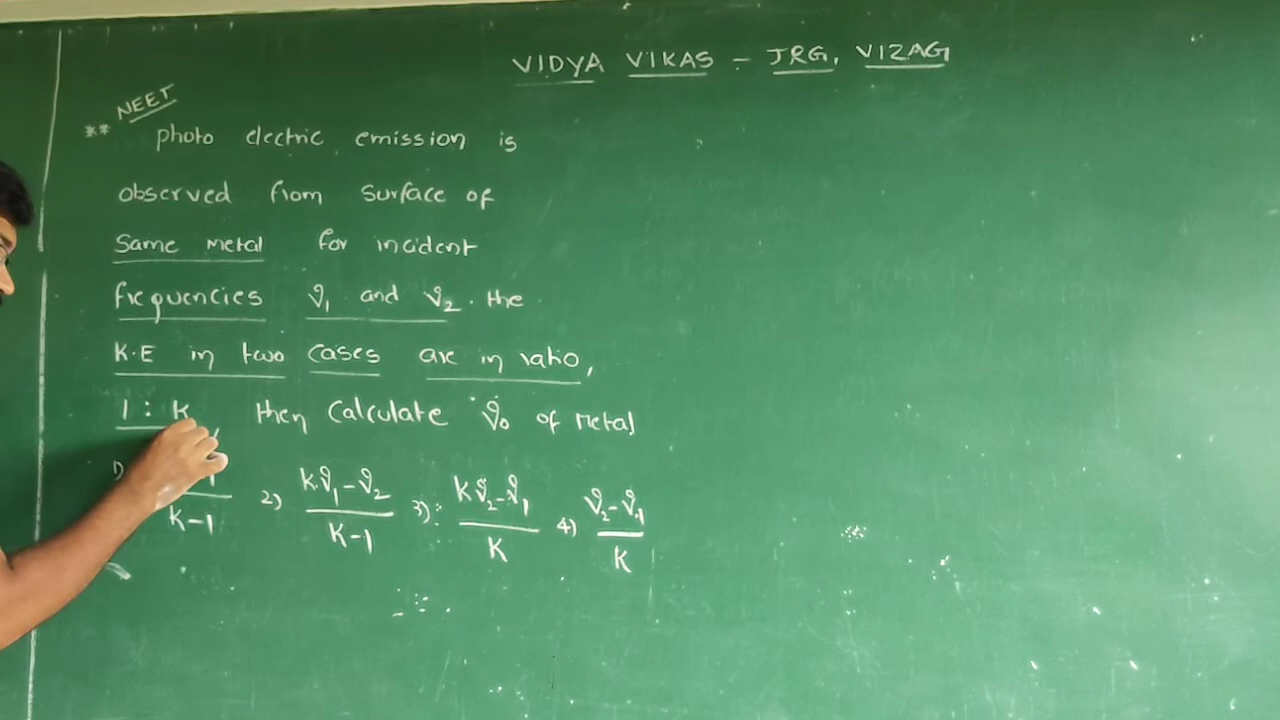 VIDYA VIKAS - JRG, VIZAG
NEET
** photo electric emission is
observed from surface of
same metal for incident
frequencies ϑ₁ and ϑ₂. the
K.E in two cases are in ratio,
1 : K then Calculate ϑ₀ of metal
1) K-1 2) Kϑ₁-ϑ₂/K-1 3) Kϑ₂-ϑ₁/K 4) ϑ₂-ϑ₁/K